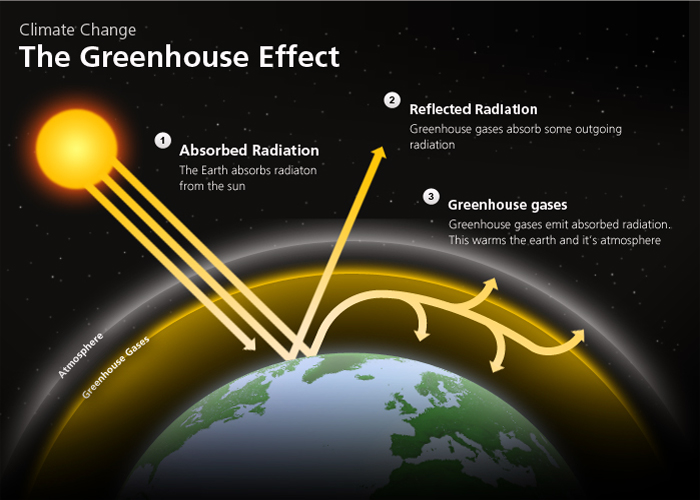 Climate Change
The Greenhouse Effect
1
Absorbed Radiation
The Earth absorbs radiaton
from the sun
2
Reflected Radiation
Greenhouse gases absorb some outgoing
radiation
3
Greenhouse gases
Greenhouse gases emit absorbed radiation.
This warms the earth and it's atmosphere
Atmosphere
Greenhouse Gases